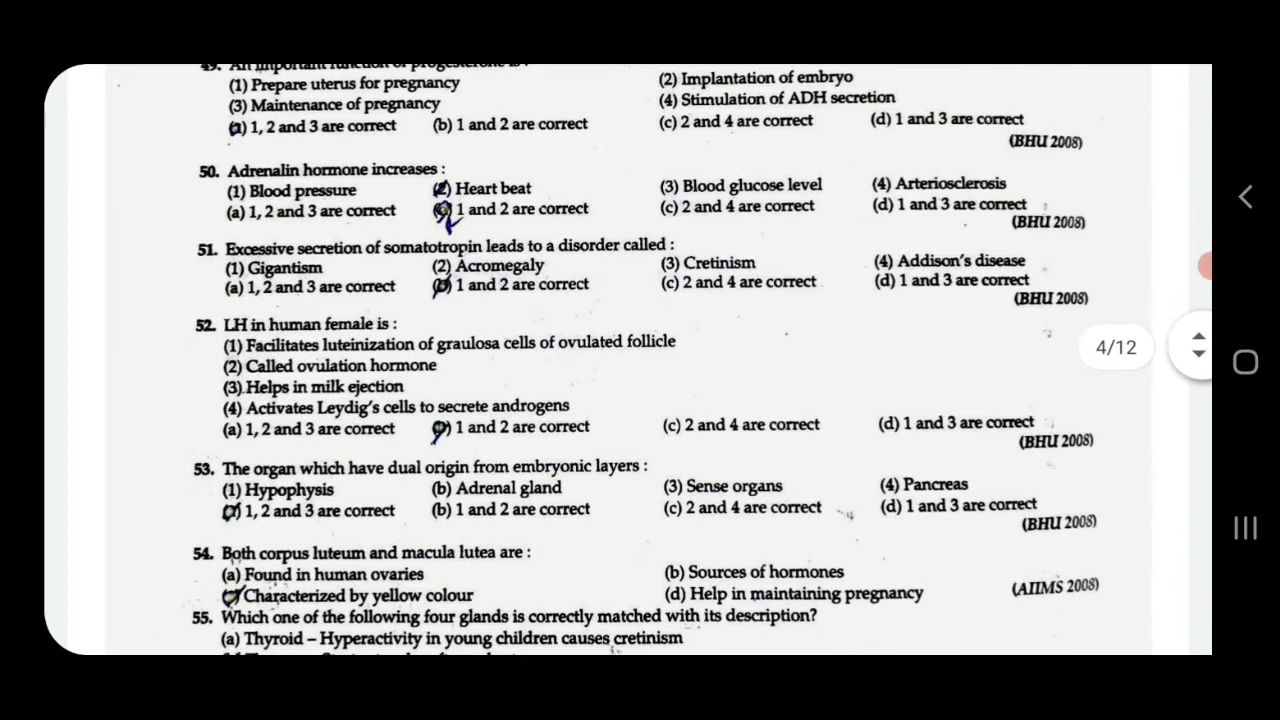 49. An important function of progesterone is :
(1) Prepare uterus for pregnancy (2) Implantation of embryo
(3) Maintenance of pregnancy (4) Stimulation of ADH secretion
(a) 1, 2 and 3 are correct (b) 1 and 2 are correct (c) 2 and 4 are correct (d) 1 and 3 are correct
(BHU 2008)
50. Adrenalin hormone increases :
(1) Blood pressure (2) Heart beat (3) Blood glucose level (4) Arteriosclerosis
(a) 1, 2 and 3 are correct (b) 1 and 2 are correct (c) 2 and 4 are correct (d) 1 and 3 are correct
(BHU 2008)
51. Excessive secretion of somatotropin leads to a disorder called :
(1) Gigantism (2) Acromegaly (3) Cretinism (4) Addison's disease
(a) 1, 2 and 3 are correct (b) 1 and 2 are correct (c) 2 and 4 are correct (d) 1 and 3 are correct
(BHU 2008)
52. LH in human female is :
(1) Facilitates luteinization of graulosa cells of ovulated follicle
(2) Called ovulation hormone
(3) Helps in milk ejection
(4) Activates Leydig's cells to secrete androgens
(a) 1, 2 and 3 are correct (b) 1 and 2 are correct (c) 2 and 4 are correct (d) 1 and 3 are correct
(BHU 2008)
53. The organ which have dual origin from embryonic layers :
(1) Hypophysis (b) Adrenal gland (3) Sense organs (4) Pancreas
(a) 1, 2 and 3 are correct (b) 1 and 2 are correct (c) 2 and 4 are correct (d) 1 and 3 are correct
(BHU 2008)
54. Both corpus luteum and macula lutea are :
(a) Found in human ovaries (b) Sources of hormones
(c) Characterized by yellow colour (d) Help in maintaining pregnancy (AIIMS 2008)
55. Which one of the following four glands is correctly matched with its description?
(a) Thyroid – Hyperactivity in young children causes cretinism
4/12